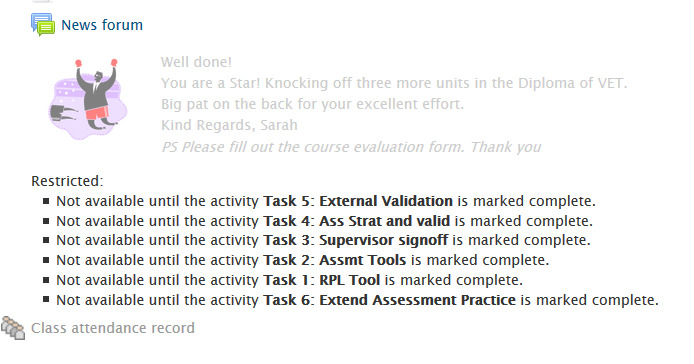 News forum
Well done!
You are a Star! Knocking off three more units in the Diploma of VET.
Big pat on the back for your excellent effort.
Kind Regards, Sarah
PS Please fill out the course evaluation form. Thank you
Restricted:
Not available until the activity Task 5: External Validation is marked complete.
Not available until the activity Task 4: Ass Strat and valid is marked complete.
Not available until the activity Task 3: Supervisor signoff is marked complete.
Not available until the activity Task 2: Assmt Tools is marked complete.
Not available until the activity Task 1: RPL Tool is marked complete.
Not available until the activity Task 6: Extend Assessment Practice is marked complete.
Class attendance record